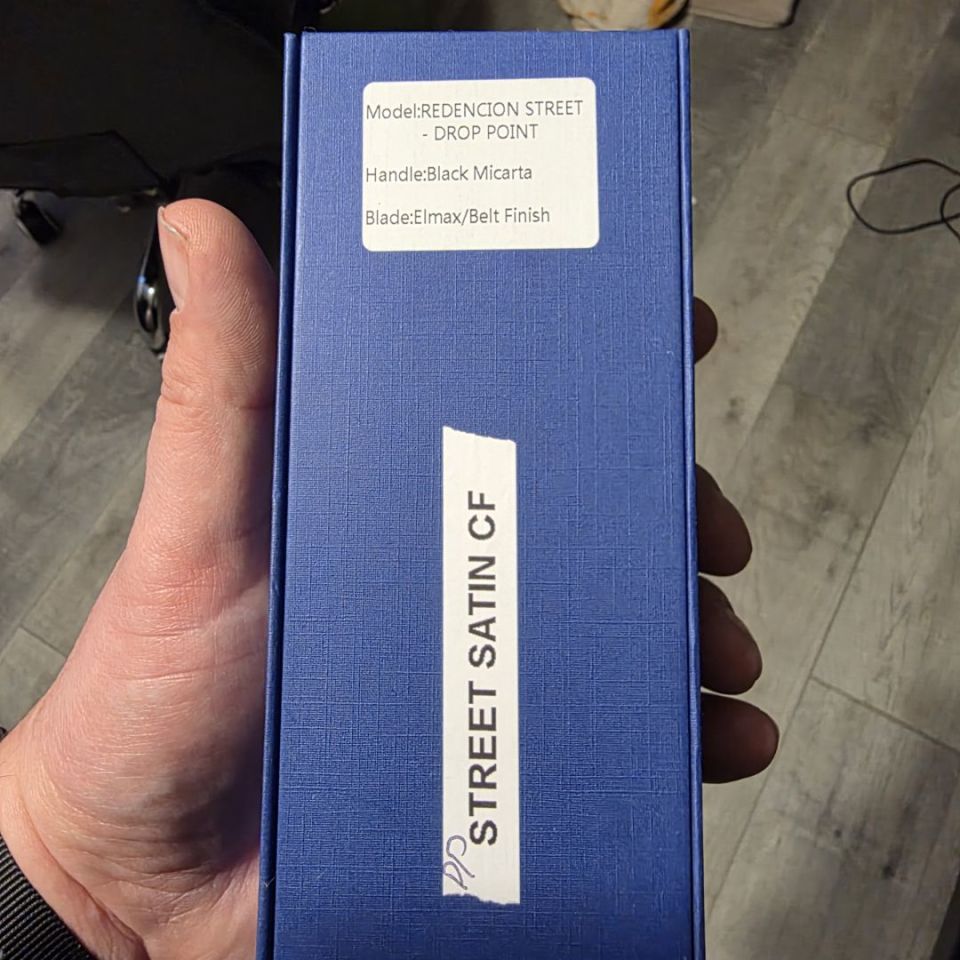 Model:REDENCION STREET
- DROP POINT
Handle:Black Micarta
Blade:Elmax/Belt Finish
DP STREET SATIN CF